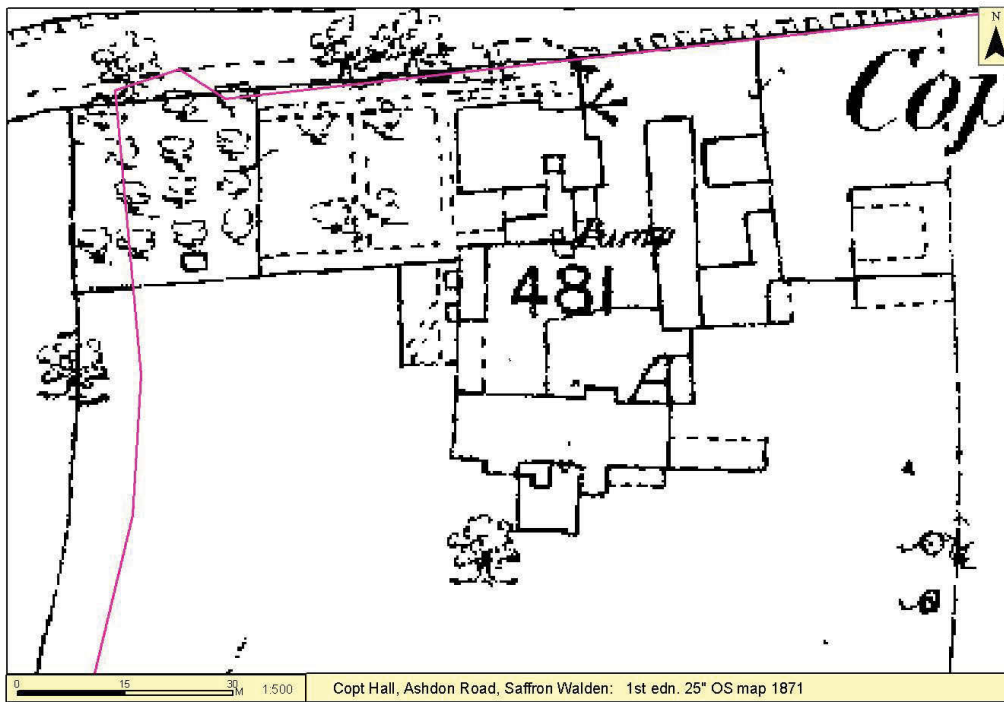 N
Cop
Pump
481
0 15 30
M 1:500
Copt Hall, Ashdon Road, Saffron Walden: 1st edn. 25" OS map 1871